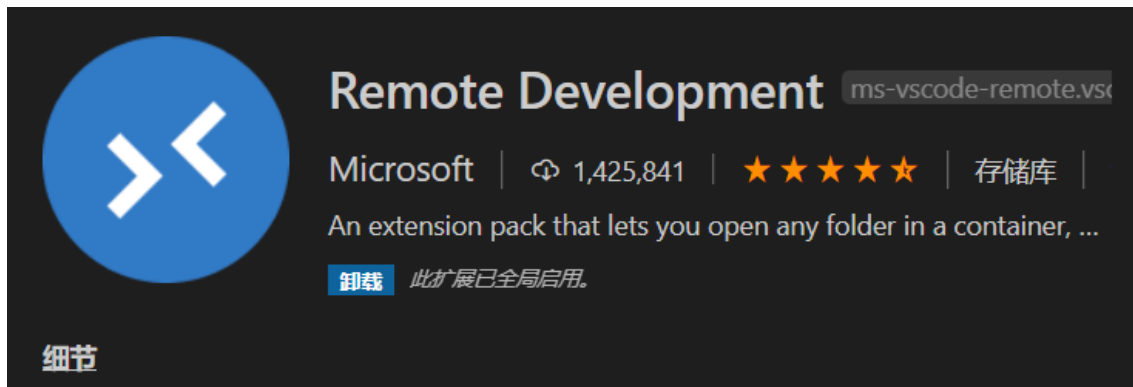 Remote Development ms-vscode-remote.vsc
Microsoft 1,425,841 存储库
An extension pack that lets you open any folder in a container, ...
卸载 此扩展已全局启用。
细节